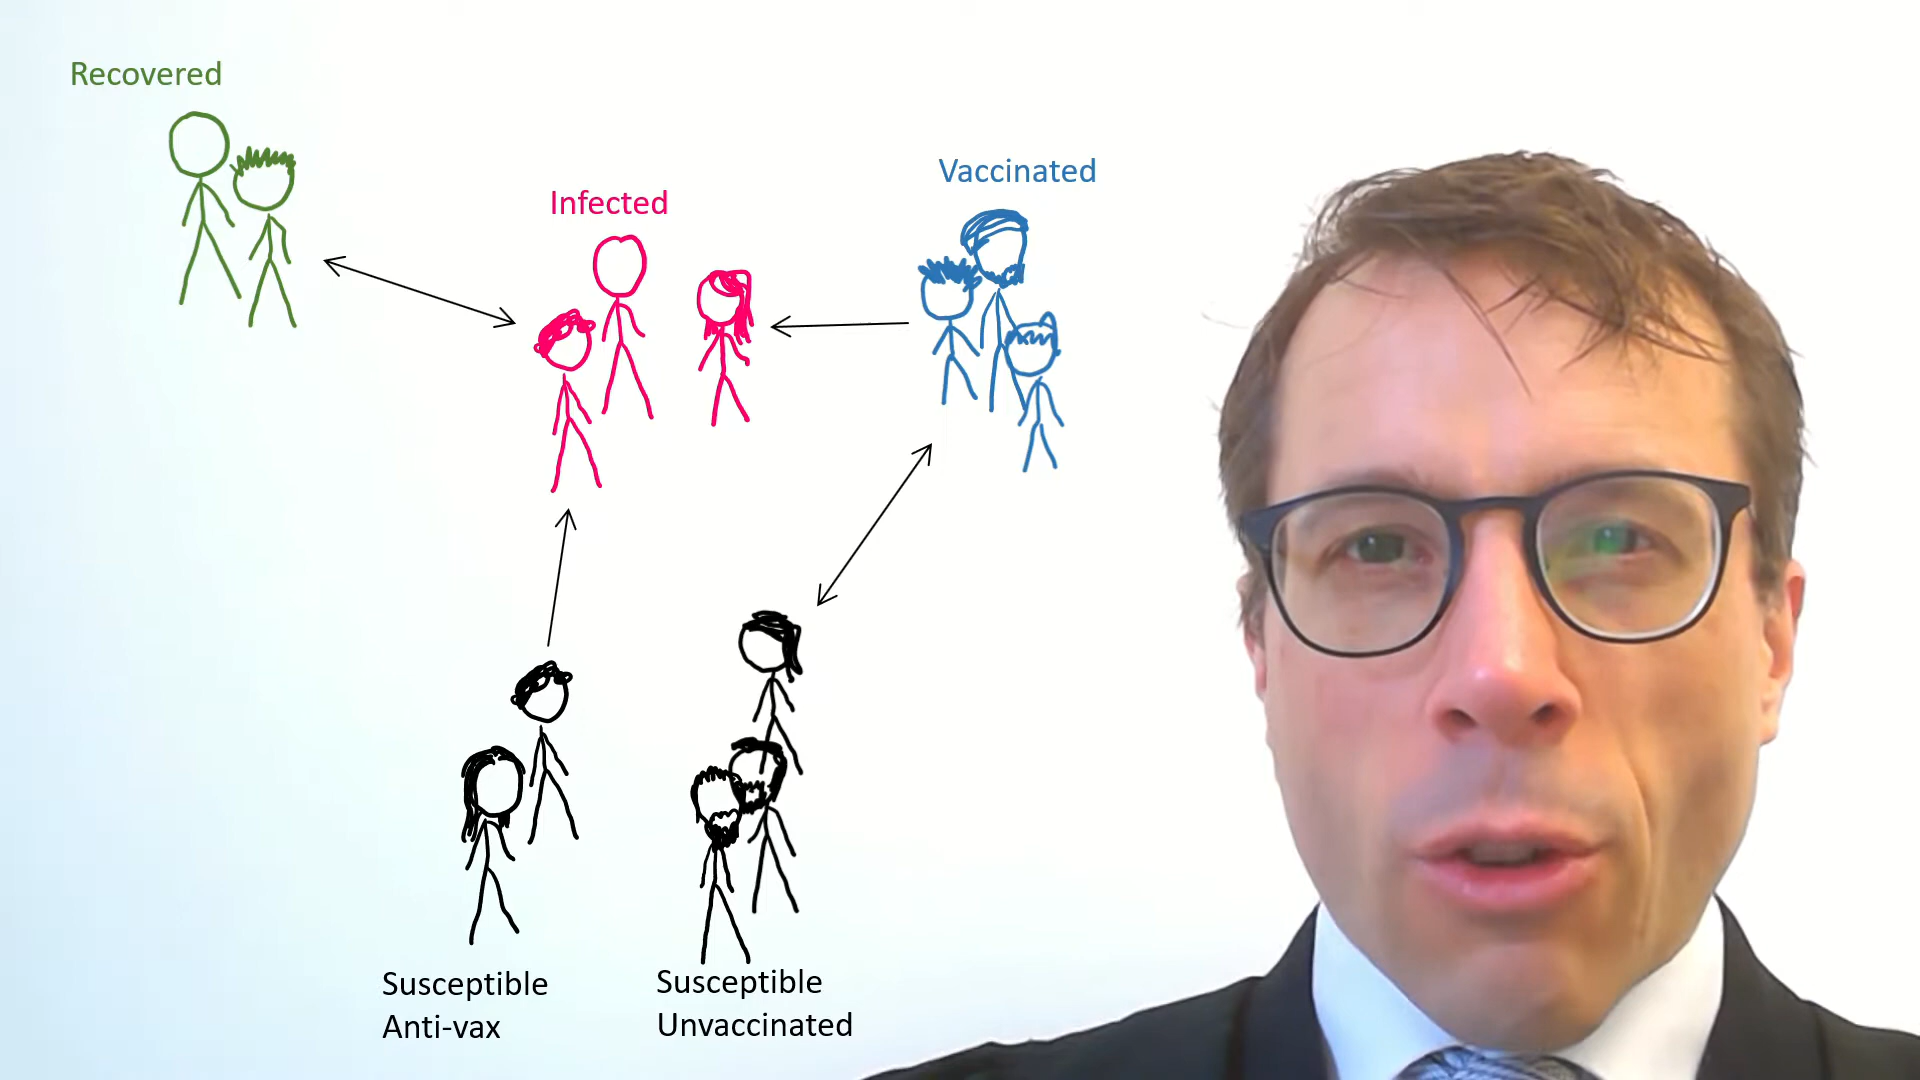 Recovered
Infected
Vaccinated
Susceptible
Anti-vax
Susceptible
Unvaccinated